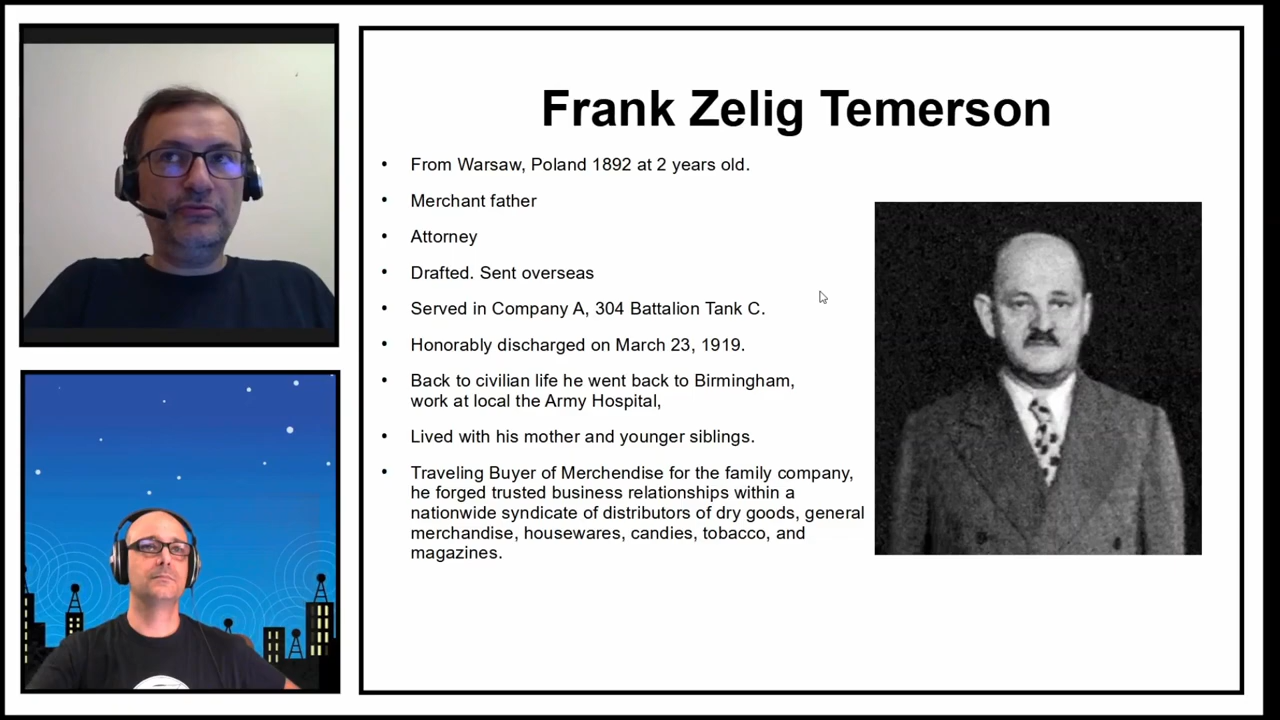 Frank Zelig Temerson
• From Warsaw, Poland 1892 at 2 years old.
• Merchant father
• Attorney
• Drafted. Sent overseas
• Served in Company A, 304 Battalion Tank C.
• Honorably discharged on March 23, 1919.
• Back to civilian life he went back to Birmingham,
work at local the Army Hospital,
• Lived with his mother and younger siblings.
• Traveling Buyer of Merchendise for the family company,
he forged trusted business relationships within a
nationwide syndicate of distributors of dry goods, general
merchandise, housewares, candies, tobacco, and
magazines.